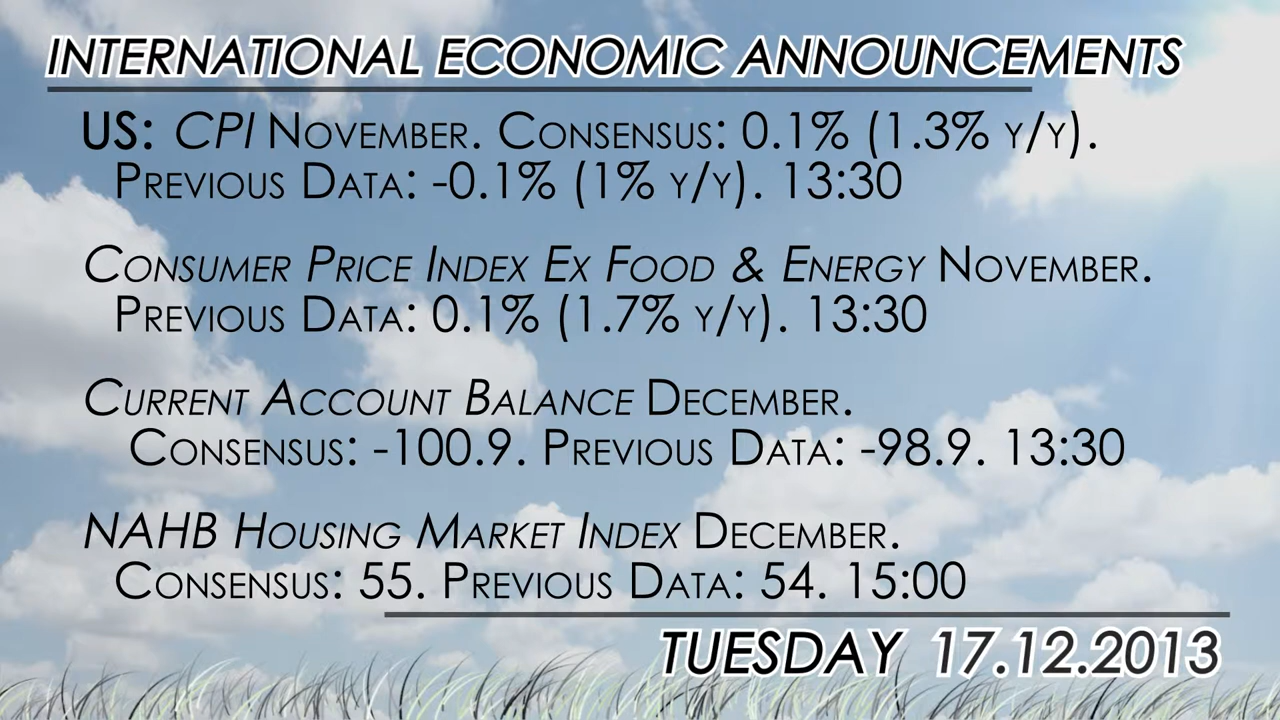 INTERNATIONAL ECONOMIC ANNOUNCEMENTS
US: CPI NOVEMBER. CONSENSUS: 0.1% (1.3% Y/Y).
PREVIOUS DATA: -0.1% (1% Y/Y). 13:30
CONSUMER PRICE INDEX EX FOOD & ENERGY NOVEMBER.
PREVIOUS DATA: 0.1% (1.7% Y/Y). 13:30
CURRENT ACCOUNT BALANCE DECEMBER.
CONSENSUS: -100.9. PREVIOUS DATA: -98.9. 13:30
NAHB HOUSING MARKET INDEX DECEMBER.
CONSENSUS: 55. PREVIOUS DATA: 54. 15:00
TUESDAY 17.12.2013